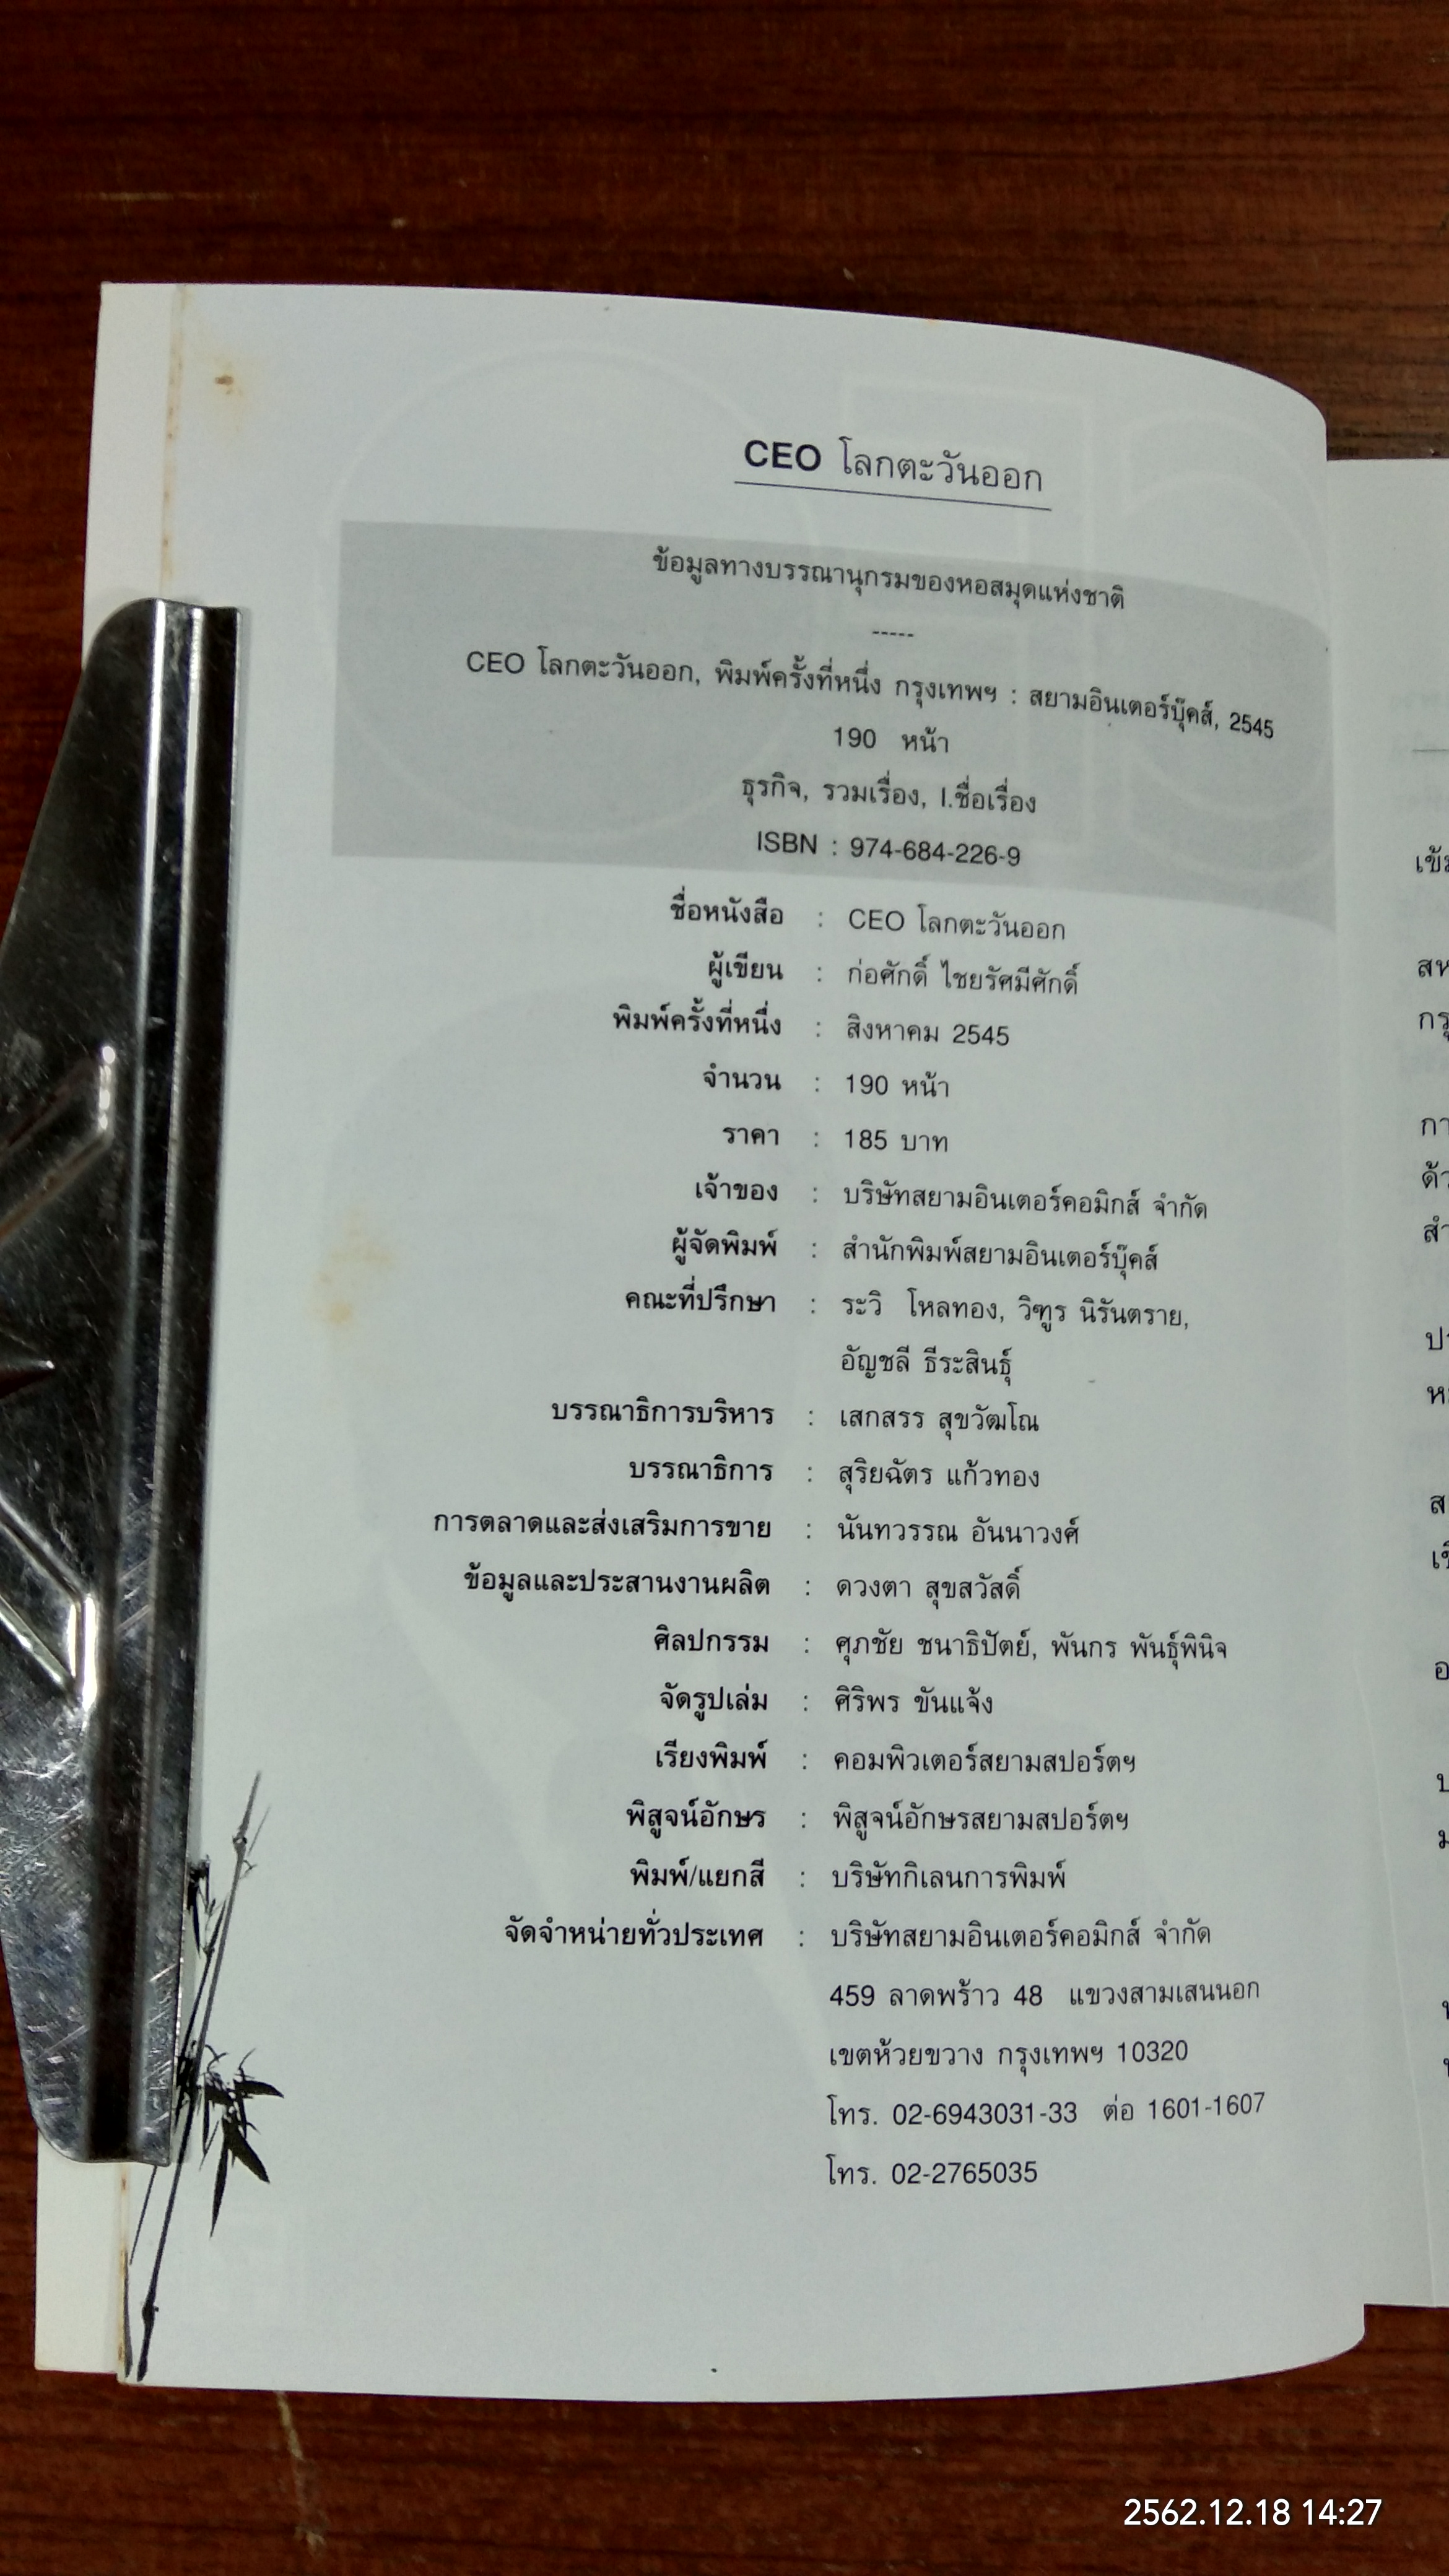 CEO โลกตะวันออก
ข้อมูลทางบรรณานุกรมของหอสมุดแห่งชาติ
-----
CEO โลกตะวันออก, พิมพ์ครั้งที่หนึ่ง กรุงเทพฯ : สยามอินเตอร์บุ๊คส์, 2545
190 หน้า
ธุรกิจ, รวมเรื่อง, I.ชื่อเรื่อง
ISBN : 974-684-226-9
ชื่อหนังสือ : CEO โลกตะวันออก
ผู้เขียน : ก่อศักดิ์ ไชยรัศมีศักดิ์
พิมพ์ครั้งที่หนึ่ง : สิงหาคม 2545
จำนวน : 190 หน้า
ราคา : 185 บาท
เจ้าของ : บริษัทสยามอินเตอร์คอมิกส์ จำกัด
ผู้จัดพิมพ์ : สำนักพิมพ์สยามอินเตอร์บุ๊คส์
คณะที่ปรึกษา : ระวิ โหลทอง, วิฑูร นิรันตราย,
อัญชลี ธีระสินธุ์
บรรณาธิการบริหาร : เสกสรร สุขวัฒโณ
บรรณาธิการ : สุริยฉัตร แก้วทอง
การตลาดและส่งเสริมการขาย : นันทวรรณ อันนาวงศ์
ข้อมูลและประสานงานผลิต : ดวงตา สุขสวัสดิ์
ศิลปกรรม : ศุภชัย ชนาธิปัตย์, พันกร พันธุ์พินิจ
จัดรูปเล่ม : ศิริพร ขันแจ้ง
เรียงพิมพ์ : คอมพิวเตอร์สยามสปอร์ตฯ
พิสูจน์อักษร : พิสูจน์อักษรสยามสปอร์ตฯ
พิมพ์/แยกสี : บริษัทกิเลนการพิมพ์
จัดจำหน่ายทั่วประเทศ : บริษัทสยามอินเตอร์คอมิกส์ จำกัด
459 ลาดพร้าว 48 แขวงสามเสนนอก
เขตห้วยขวาง กรุงเทพฯ 10320
โทร. 02-6943031-33 ต่อ 1601-1607
โทร. 02-2765035
2562.12.18 14:27